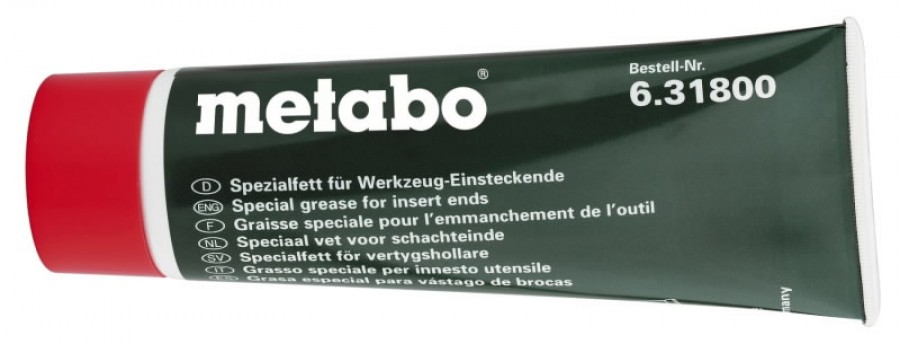 metabo®
Bestell-Nr.
6.31800
D Spezialfett für Werkzeug-Einsteckende
ENG Special grease for insert ends
F Graisse speciale pour l'emmanchement de l'outil
NL Speciaal vet voor schachteinde
SV Specialfett för vertygshollare
IT Grasso speciale per innesto utensile
ES Grasa especial para vástago de brocas